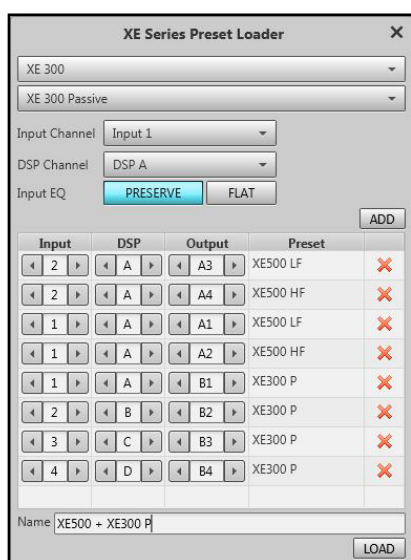 XE Series Preset Loader
XE 300
XE 300 Passive
Input Channel Input 1
DSP Channel DSP A
Input EQ PRESERVE FLAT
ADD
Input DSP Output Preset
2 A A3 XE500 LF
2 A A4 XE500 HF
1 A A1 XE500 LF
1 A A2 XE500 HF
1 A B1 XE300 P
2 B B2 XE300 P
3 C B3 XE300 P
4 D B4 XE300 P
Name XE500 + XE300 P
LOAD